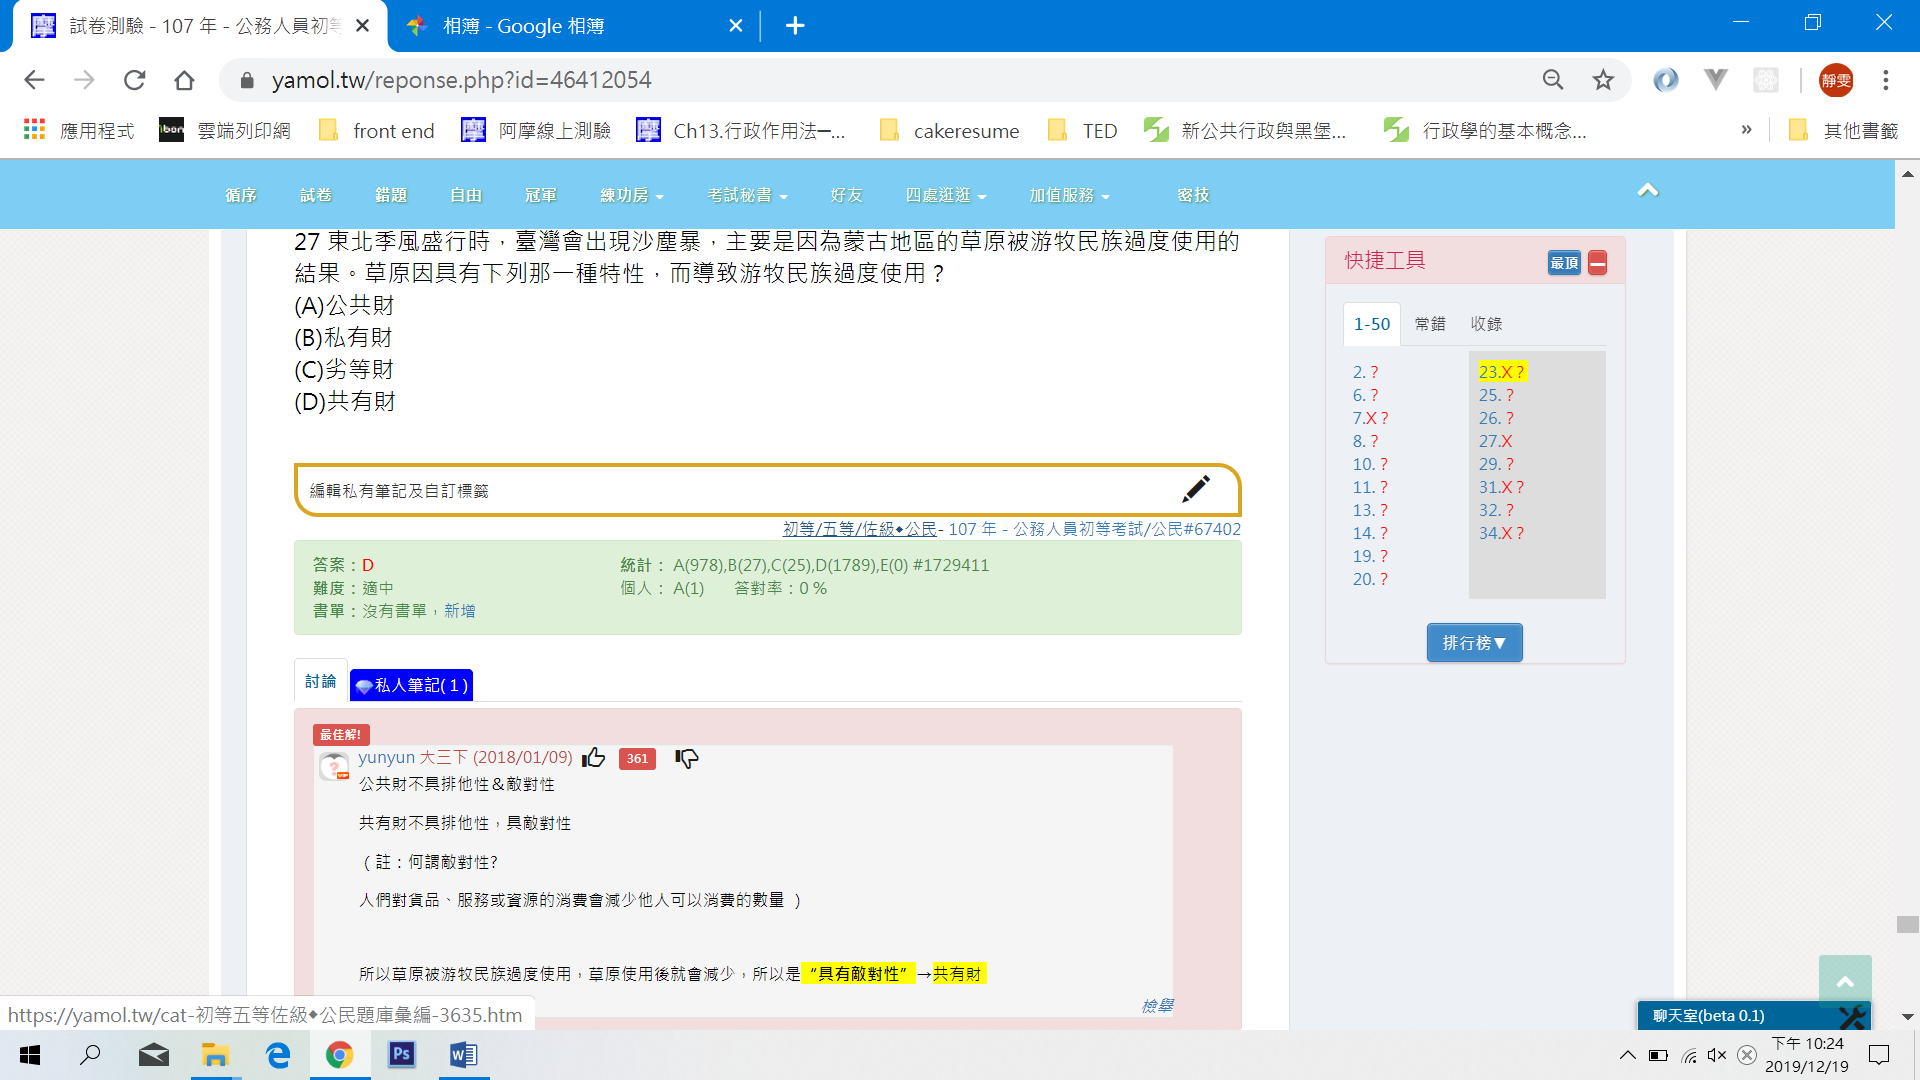 試卷測驗 - 107 年 - 公務人員初等
相簿 - Google 相簿
yamol.tw/reponse.php?id=46412054
靜雯
應用程式
ibon
雲端列印網
front end
阿摩線上測驗
Ch13.行政作用法—...
cakeresume
TED
新公共行政與黑堡...
行政學的基本概念...
»
其他書籤
循序 試卷 錯題 自由 冠軍 練功房 考試秘書 好友 四處逛逛 加值服務 密技
27 東北季風盛行時，臺灣會出現沙塵暴，主要是因為蒙古地區的草原被游牧民族過度使用的
結果。草原因具有下列那一種特性，而導致游牧民族過度使用？
(A)公共財
(B)私有財
(C)劣等財
(D)共有財
編輯私有筆記及自訂標籤
初等/五等/佐級◆公民- 107 年 - 公務人員初等考試/公民#67402
答案：D
難度：適中
書單：沒有書單，新增
統計： A(978),B(27),C(25),D(1789),E(0) #1729411
個人： A(1) 答對率：0 %
討論
私人筆記( 1 )
最佳解!
yunyun 大三下 (2018/01/09) 361
公共財不具排他性＆敵對性
共有財不具排他性，具敵對性
（註：何謂敵對性?
人們對貨品、服務或資源的消費會減少他人可以消費的數量 ）
所以草原被游牧民族過度使用，草原使用後就會減少，所以是“具有敵對性”→共有財
檢舉
快捷工具
最頂
1-50 常錯 收錄
2. ?
6. ?
7.X ?
8. ?
10. ?
11. ?
13. ?
14. ?
19. ?
20. ?
23.X ?
25. ?
26. ?
27.X
29. ?
31.X ?
32. ?
34.X ?
排行榜▼
聊天室(beta 0.1)
https://yamol.tw/cat-初等五等佐級◆公民題庫彙編-3635.htm
Ps
下午 10:24
2019/12/19